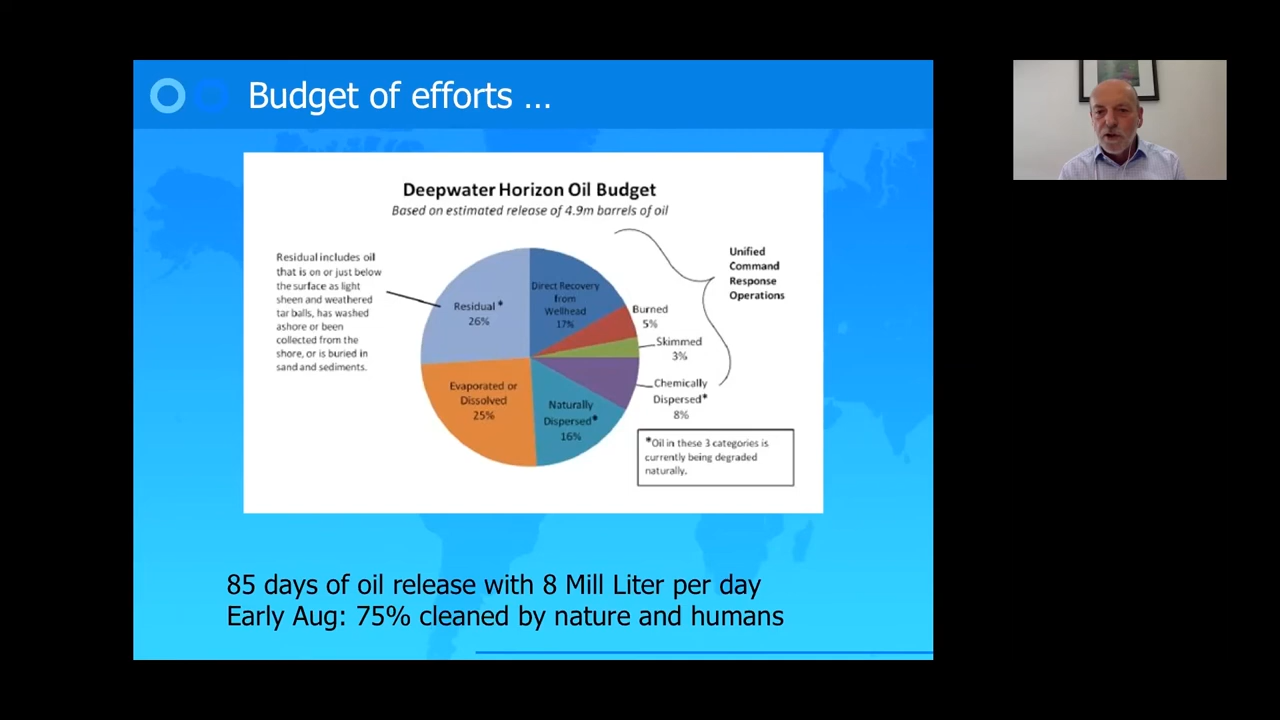 Budget of efforts ...
Deepwater Horizon Oil Budget
Based on estimated release of 4.9m barrels of oil
Residual includes oil
that is on or just below
the surface as light
sheen and weathered
tar balls, has washed
ashore or been
collected from the
shore, or is buried in
sand and sediments.
Residual*
26%
Direct Recovery
from
Wellhead
17%
Burned
5%
Skimmed
3%
Chemically
Dispersed*
8%
Naturally
Dispersed*
16%
Evaporated or
Dissolved
25%
Unified
Command
Response
Operations
*Oil in these 3 categories is
currently being degraded
naturally.
85 days of oil release with 8 Mill Liter per day
Early Aug: 75% cleaned by nature and humans